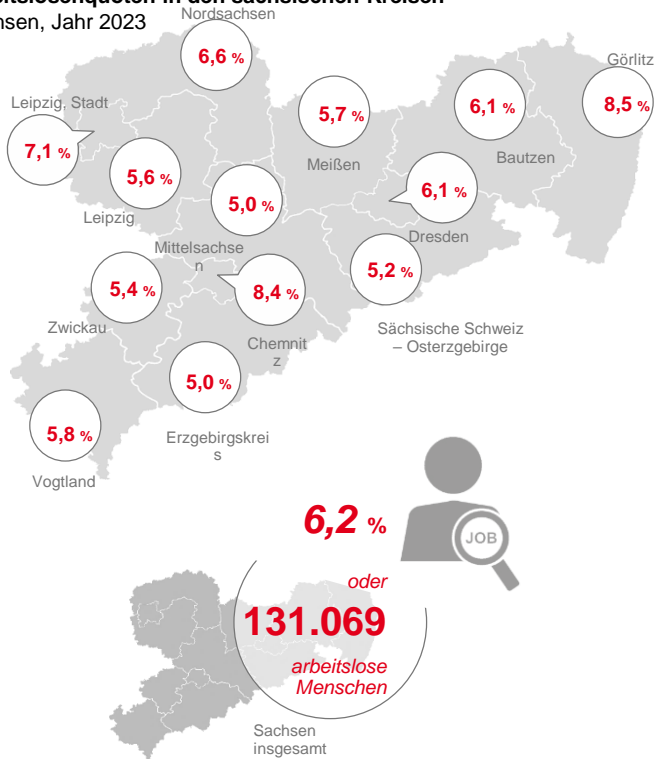 Nordsachsen
hsen, Jahr 2023
6,6 %
Görlitz
Leipzig, Stadt
5,7 %
6,1 %
8,5 %
7,1 %
Meißen
Bautzen
5,6 %
5,0 %
6,1 %
Leipzig
Dresden
Mittelsachse
n
5,2 %
5,4 %
8,4 %
Zwickau
Chemnit
z
Sächsische Schweiz
– Osterzgebirge
5,0 %
5,8 %
Erzgebirgskrei
s
Vogtland
6,2 %
JOB
oder
131.069
arbeitslose
Menschen
Sachsen
insgesamt